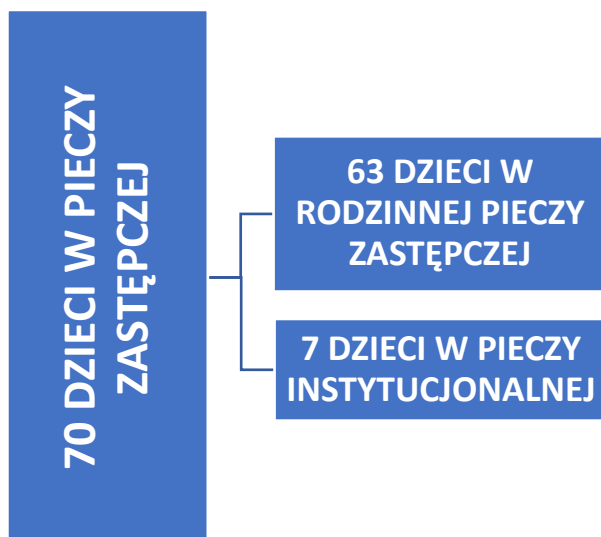 70 DZIECI W PIECZY
ZASTĘPCZEJ
63 DZIECI W
RODZINNEJ PIECZY
ZASTĘPCZEJ
7 DZIECI W PIECZY
INSTYTUCJONALNEJ